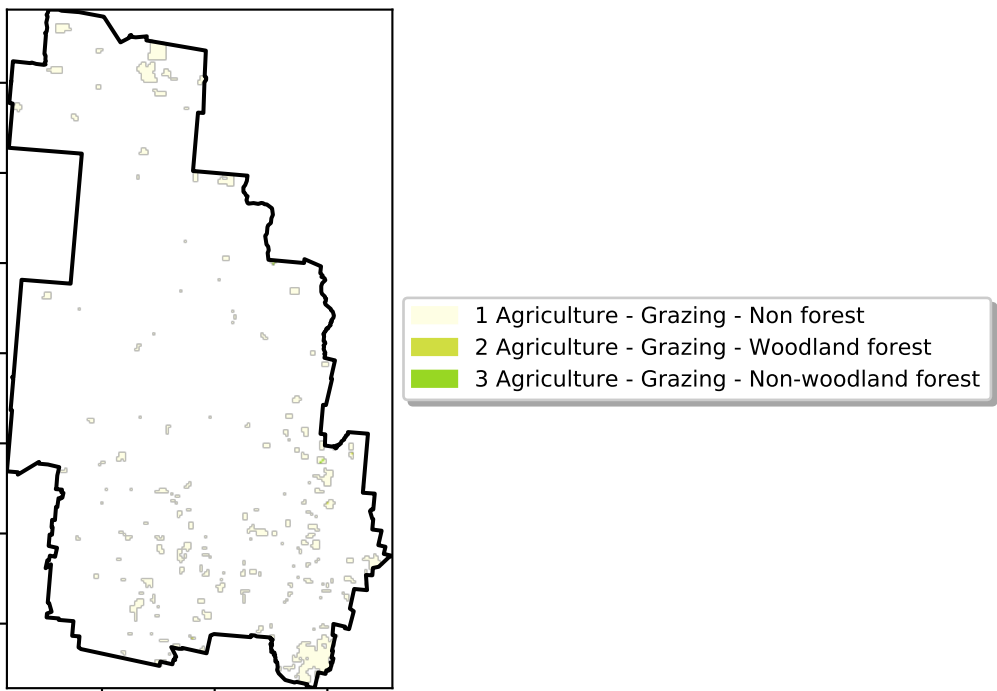 1 Agriculture - Grazing - Non forest
2 Agriculture - Grazing - Woodland forest
3 Agriculture - Grazing - Non-woodland forest